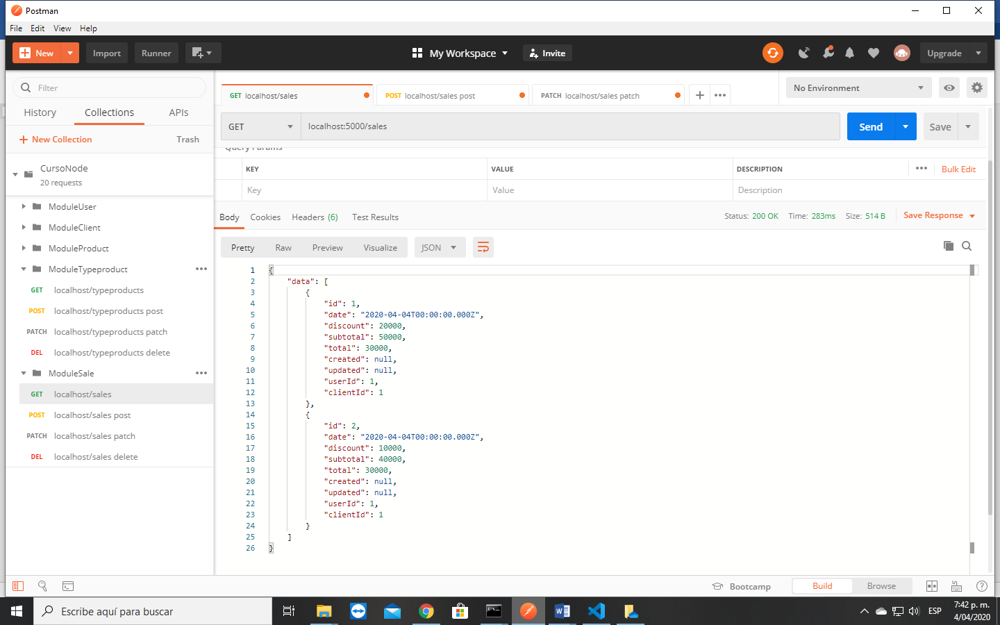 Postman
File Edit View Help
New Import Runner My Workspace Invite Upgrade
Filter
History Collections APIs
New Collection Trash
CursoNode
20 requests
ModuleUser
ModuleClient
ModuleProduct
ModuleTypeproduct
GET localhost/typeproducts
POST localhost/typeproducts post
PATCH localhost/typeproducts patch
DEL localhost/typeproducts delete
ModuleSale
GET localhost/sales
POST localhost/sales post
PATCH localhost/sales patch
DEL localhost/sales delete
GET localhost/sales POST localhost/sales post PATCH localhost/sales patch No Environment
GET localhost:5000/sales Send Save
Query Params
KEY VALUE DESCRIPTION Bulk Edit
Key Value Description
Body Cookies Headers (6) Test Results Status: 200 OK Time: 283ms Size: 514 B Save Response
Pretty Raw Preview Visualize JSON
1 {
2 "data": [
3 {
4 "id": 1,
5 "date": "2020-04-04T00:00:00.000Z",
6 "discount": 20000,
7 "subtotal": 50000,
8 "total": 30000,
9 "created": null,
10 "updated": null,
11 "userId": 1,
12 "clientId": 1
13 },
14 {
15 "id": 2,
16 "date": "2020-04-04T00:00:00.000Z",
17 "discount": 10000,
18 "subtotal": 40000,
19 "total": 30000,
20 "created": null,
21 "updated": null,
22 "userId": 1,
23 "clientId": 1
24 }
25 ]
26 }
Bootcamp Build Browse
Escribe aquí para buscar
ESP
7:42 p. m.
4/04/2020